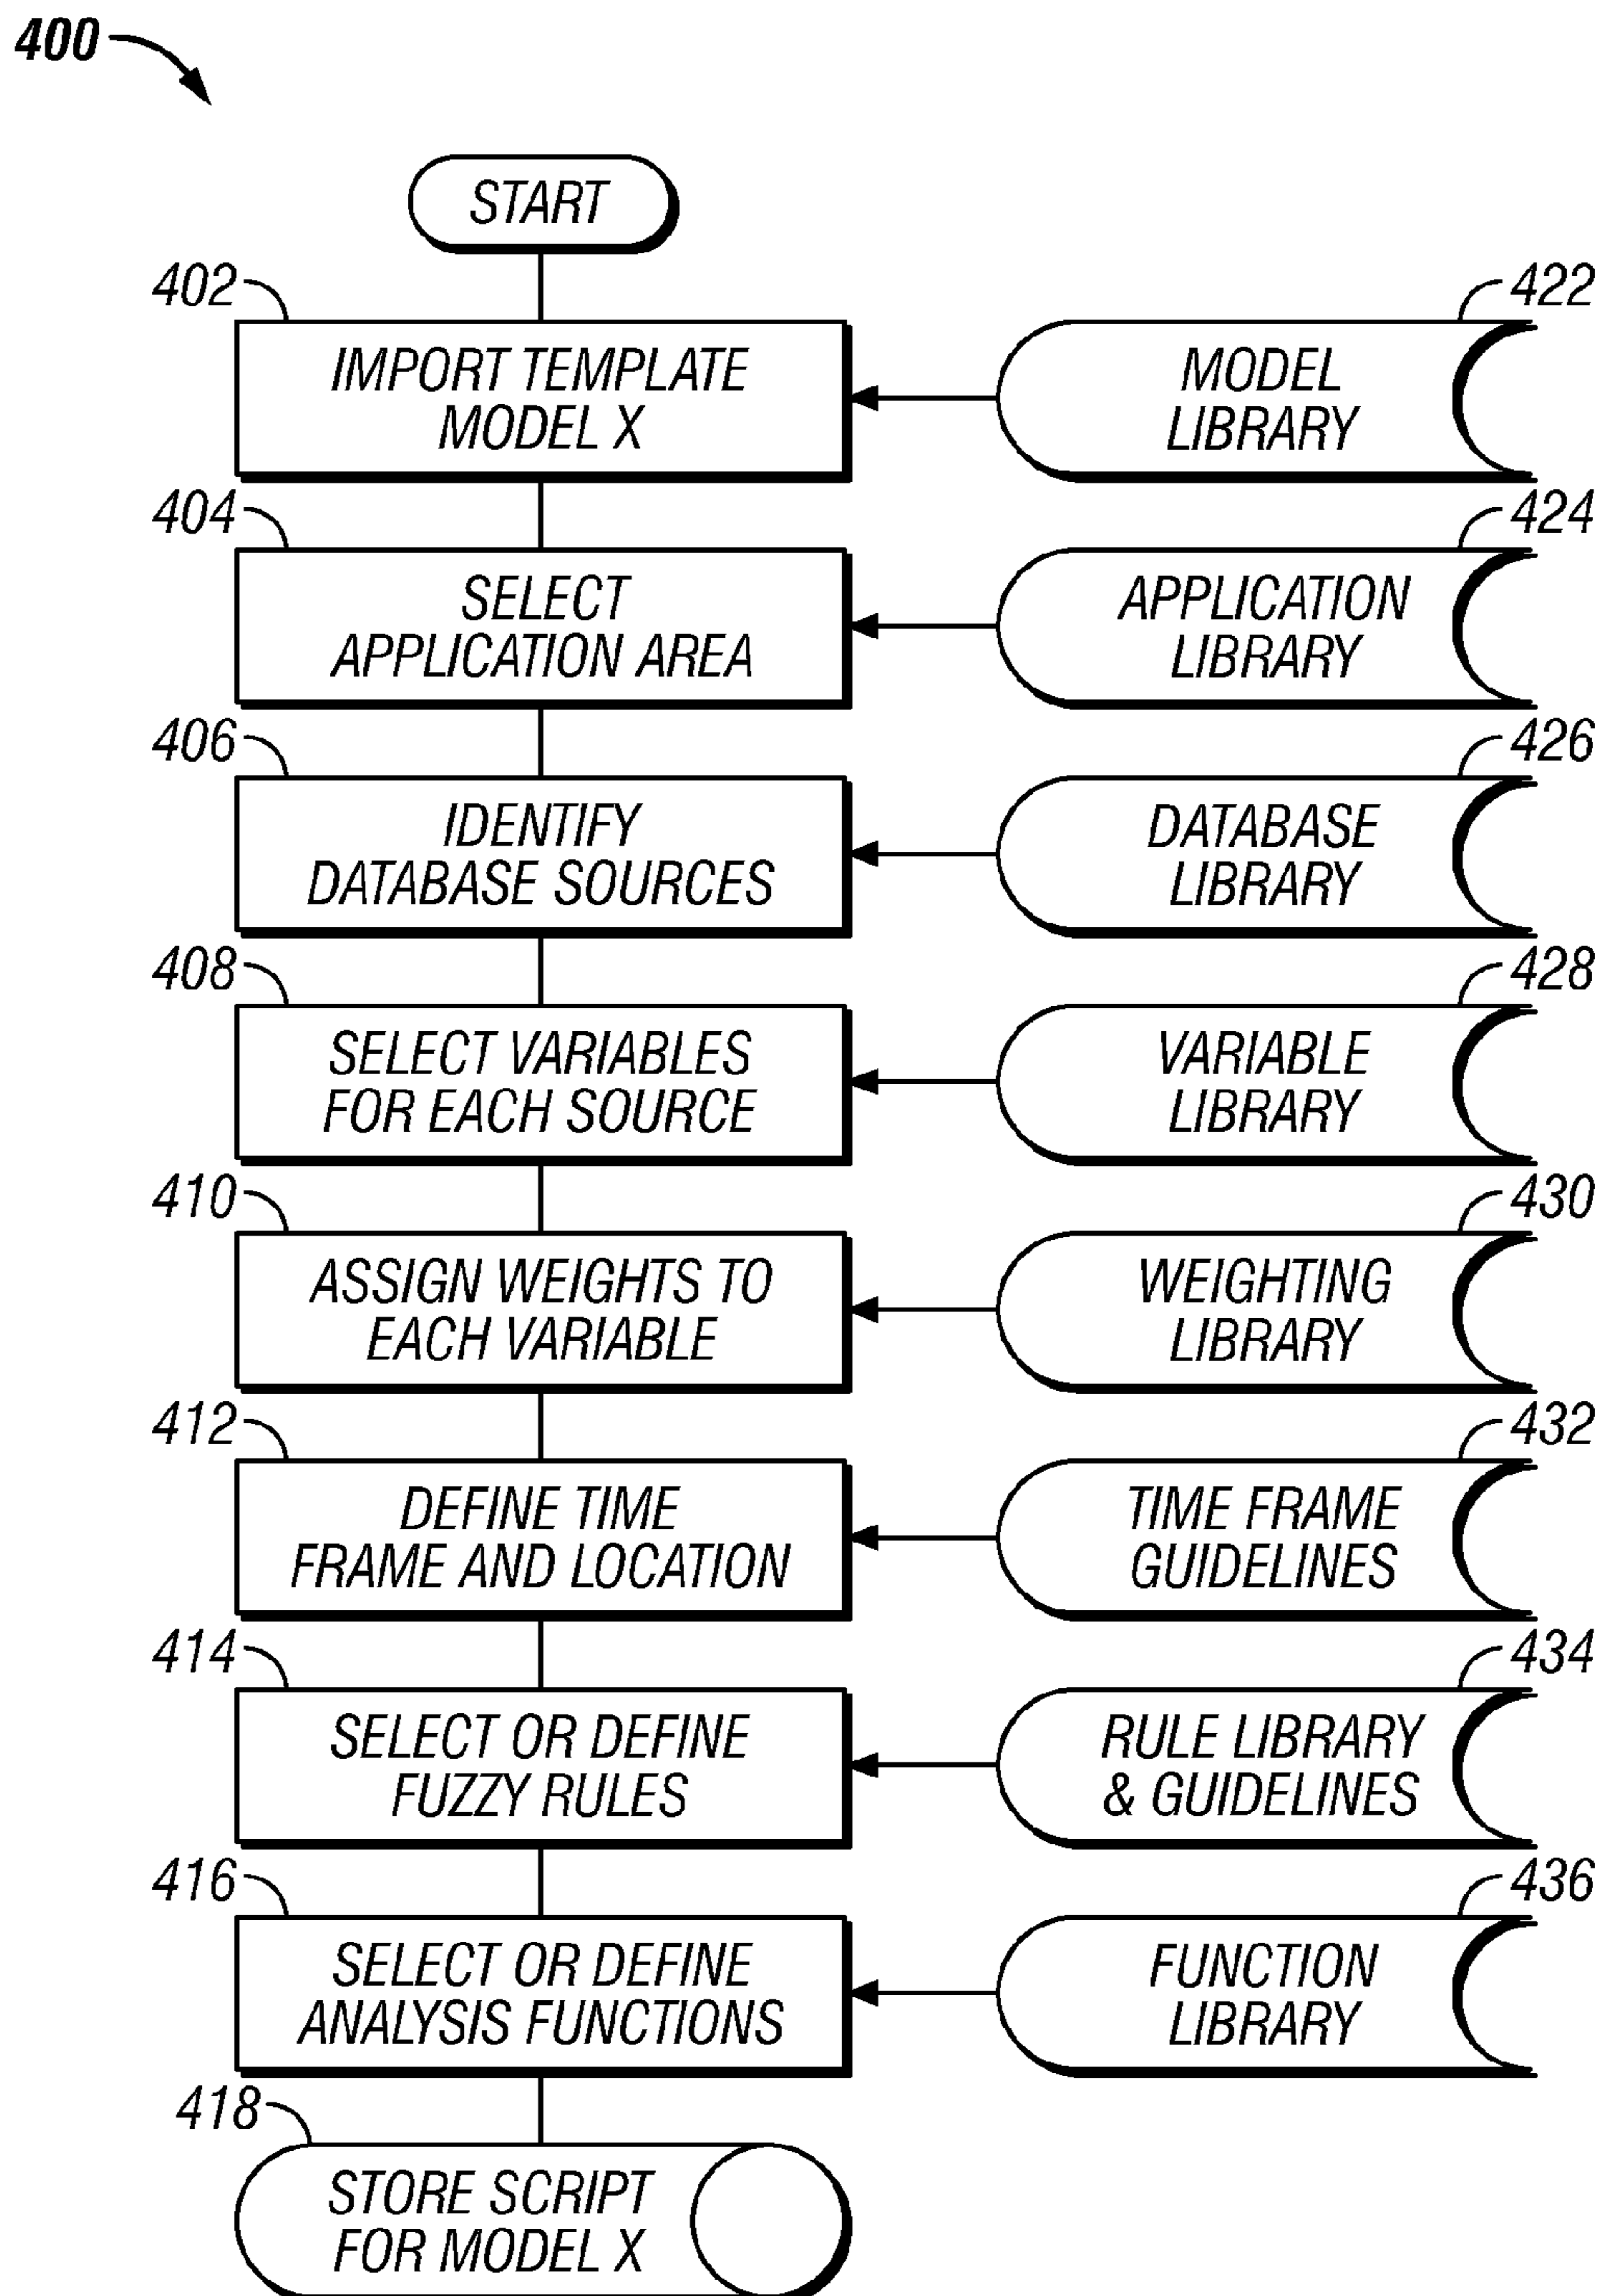 400
START
402
IMPORT TEMPLATE
MODEL X
422
MODEL
LIBRARY
404
SELECT
APPLICATION AREA
424
APPLICATION
LIBRARY
406
IDENTIFY
DATABASE SOURCES
426
DATABASE
LIBRARY
408
SELECT VARIABLES
FOR EACH SOURCE
428
VARIABLE
LIBRARY
410
ASSIGN WEIGHTS TO
EACH VARIABLE
430
WEIGHTING
LIBRARY
412
DEFINE TIME
FRAME AND LOCATION
432
TIME FRAME
GUIDELINES
414
SELECT OR DEFINE
FUZZY RULES
434
RULE LIBRARY
& GUIDELINES
416
SELECT OR DEFINE
ANALYSIS FUNCTIONS
436
FUNCTION
LIBRARY
418
STORE SCRIPT
FOR MODEL X